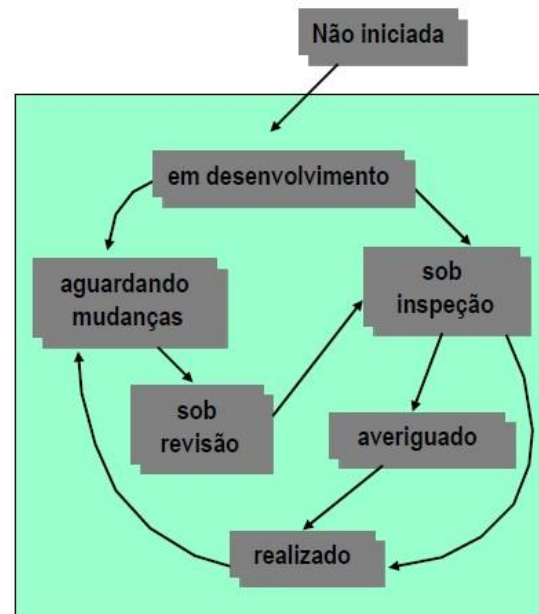 Não iniciada
em desenvolvimento
aguardando
mudanças
sob
inspeção
sob
revisão
averiguado
realizado